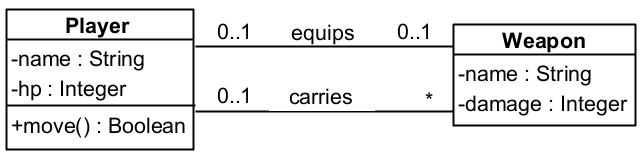 Player
-name : String
-hp : Integer
+move() : Boolean
0..1 equips 0..1
0..1 carries *
Weapon
-name : String
-damage : Integer